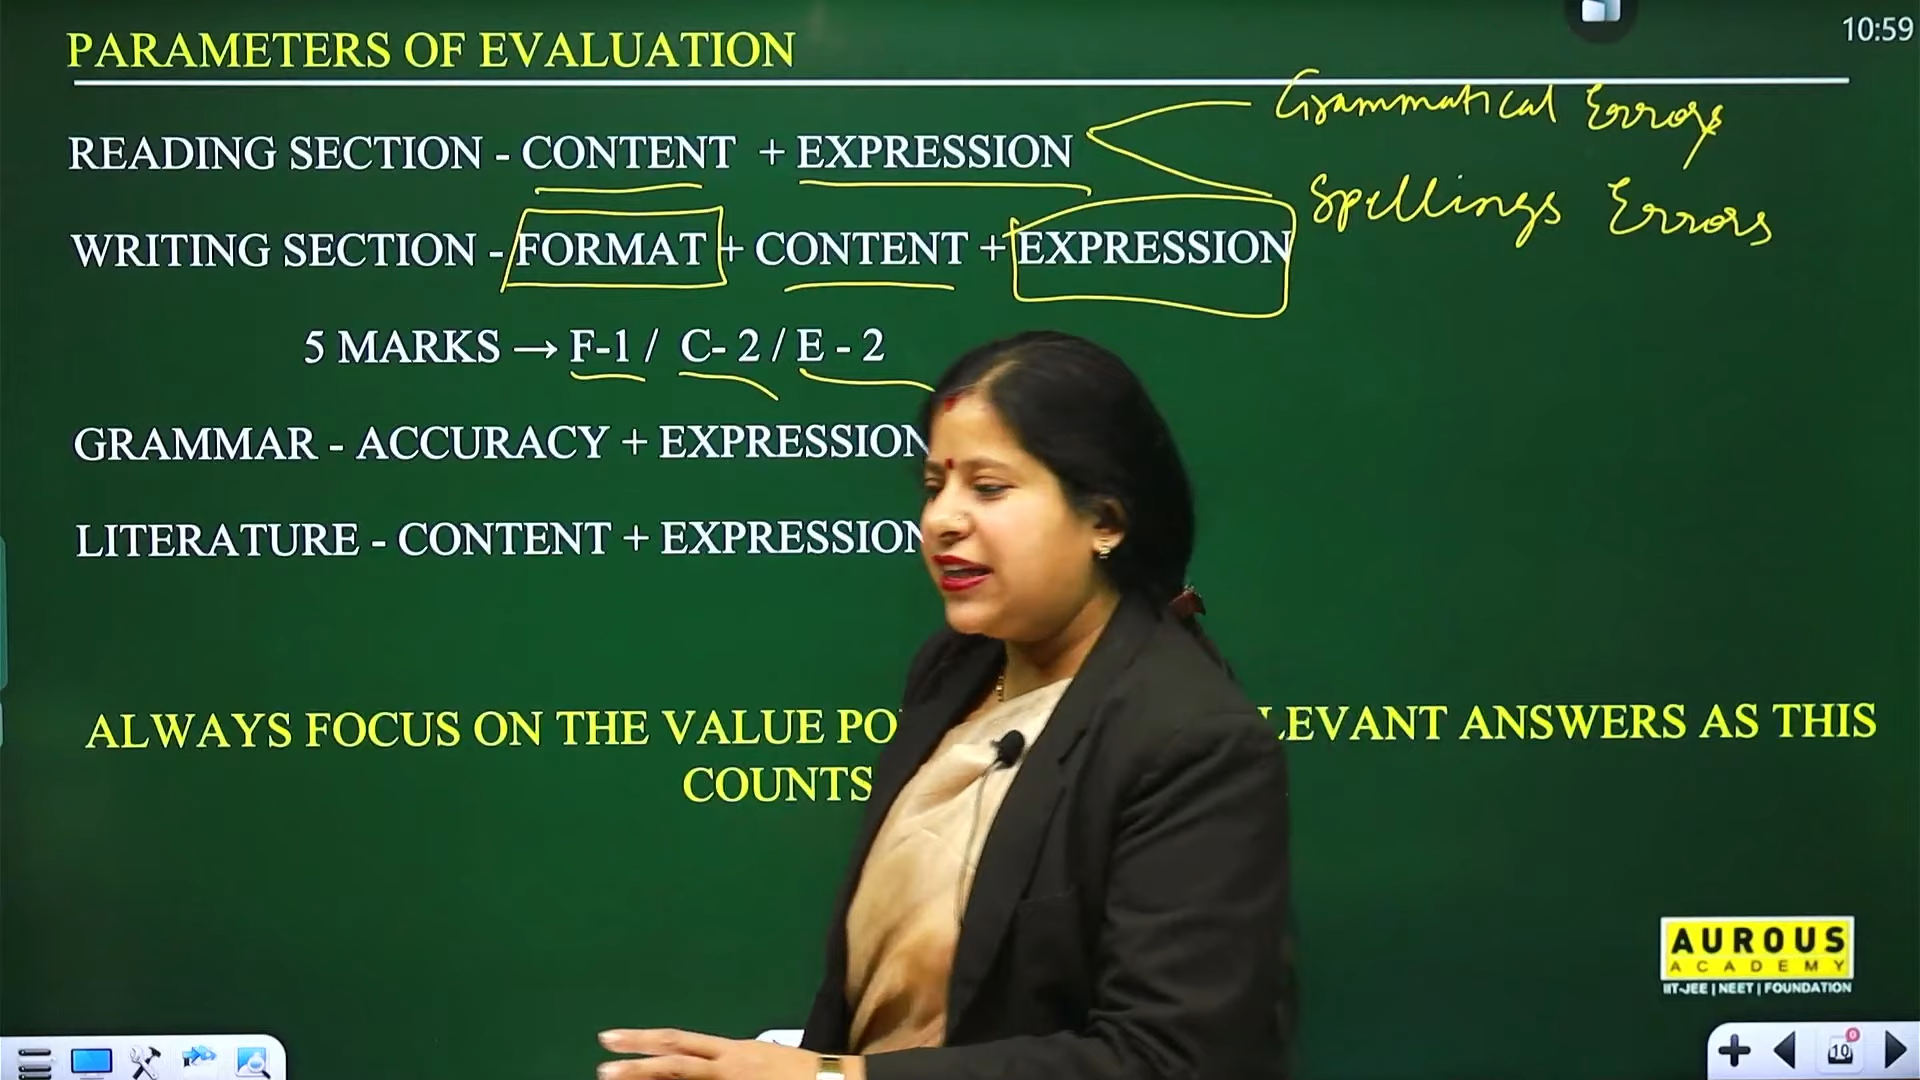 10:59
PARAMETERS OF EVALUATION
Grammatical Errors
READING SECTION - CONTENT + EXPRESSION
Spellings Errors
WRITING SECTION - FORMAT + CONTENT + EXPRESSION
5 MARKS → F-1 / C- 2 / E - 2
GRAMMAR - ACCURACY + EXPRESSION
LITERATURE - CONTENT + EXPRESSION
ALWAYS FOCUS ON THE VALUE ANSWERS AS THIS
COUNTS
AUROUS
ACADEMY
IIT-JEE | NEET | FOUNDATION
10
0